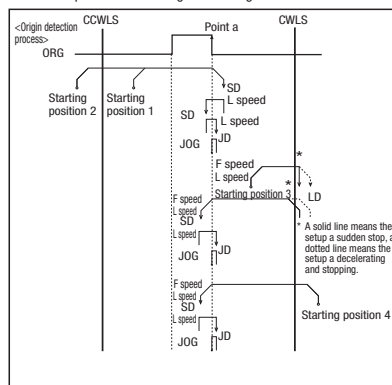 <Origin detection process>
CCWLS
Point a
CWLS
ORG
SD
Starting position 2
Starting position 1
L speed
SD
L speed
JOG
JD
*
F speed
L speed
*
LD
Starting position 3
F speed
L speed
SD
* A solid line means the
setup a sudden stop, a
dotted line means the
setup a decelerating
and stopping.
L speed
JD
JOG
F speed
L speed
SD
Starting position 4
L speed
JD
JOG